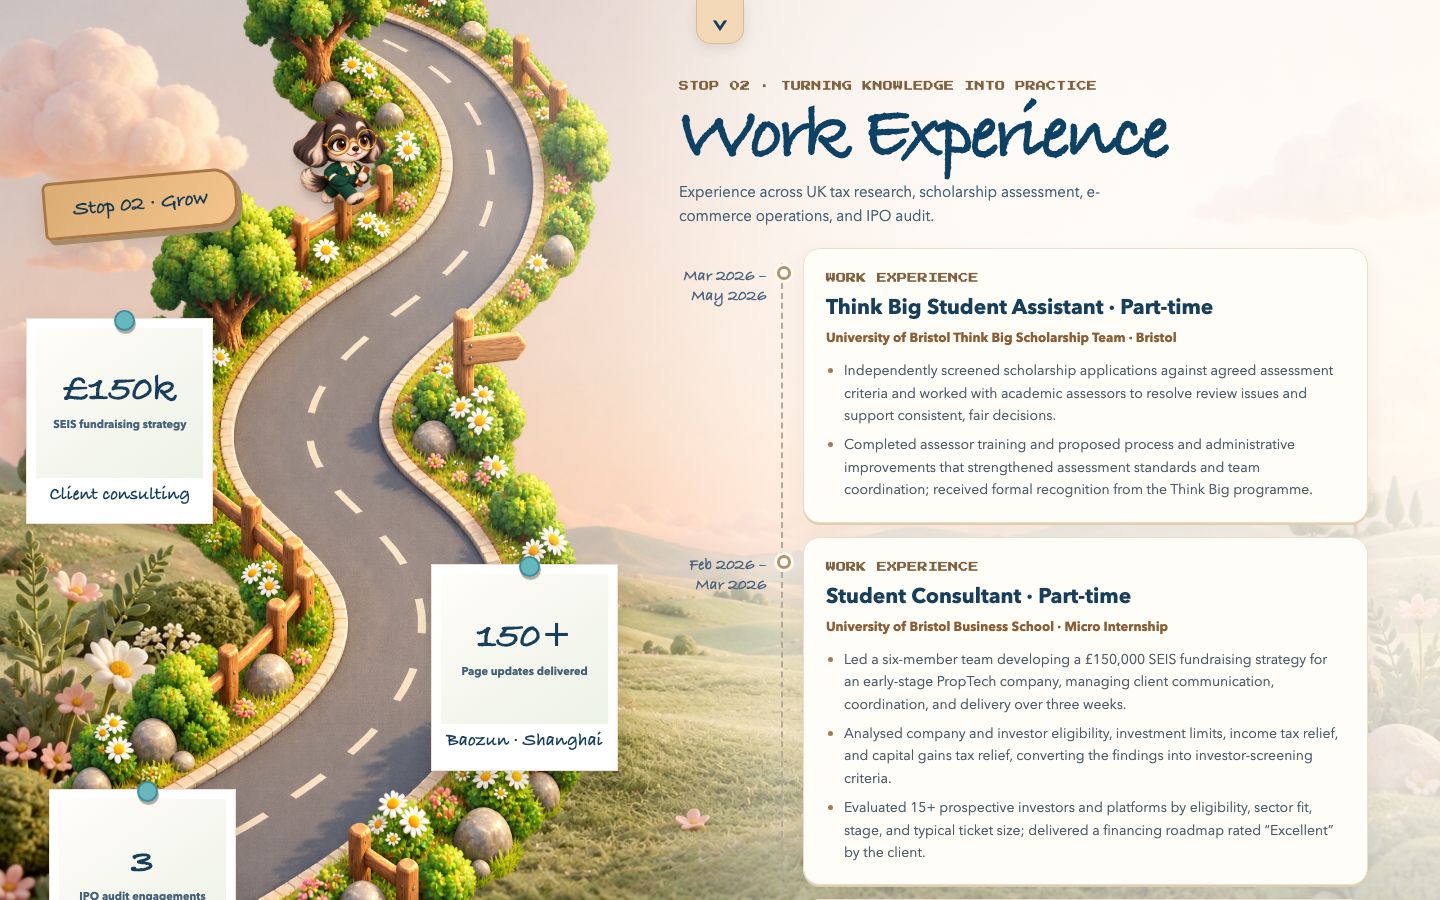 STOP 02 · TURNING KNOWLEDGE INTO PRACTICE
Work Experience
Experience across UK tax research, scholarship assessment, e-
commerce operations, and IPO audit.
Stop 02 · Grow
£150k
SEIS fundraising strategy
Client consulting
150+
Page updates delivered
Baozun · Shanghai
3
IPO audit engagements
Mar 2026 –
May 2026
WORK EXPERIENCE
Think Big Student Assistant · Part-time
University of Bristol Think Big Scholarship Team · Bristol
• Independently screened scholarship applications against agreed assessment
criteria and worked with academic assessors to resolve review issues and
support consistent, fair decisions.
• Completed assessor training and proposed process and administrative
improvements that strengthened assessment standards and team
coordination; received formal recognition from the Think Big programme.
Feb 2026 –
Mar 2026
WORK EXPERIENCE
Student Consultant · Part-time
University of Bristol Business School · Micro Internship
• Led a six-member team developing a £150,000 SEIS fundraising strategy for
an early-stage PropTech company, managing client communication,
coordination, and delivery over three weeks.
• Analysed company and investor eligibility, investment limits, income tax relief,
and capital gains tax relief, converting the findings into investor-screening
criteria.
• Evaluated 15+ prospective investors and platforms by eligibility, sector fit,
stage, and typical ticket size; delivered a financing roadmap rated “Excellent”
by the client.